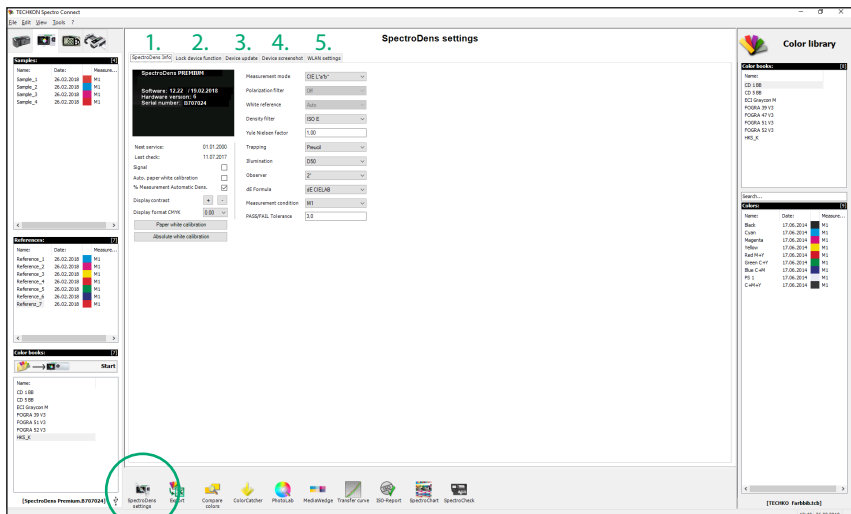 TECHKON Spectro Connect
File Edit View Tools ?
1. 2. 3. 4. 5.
SpectroDens settings
SpectroDens Info Lock device function Device update Device screenshot WLAN settings
Samples: [4]
Name: Date: Measure...
Sample_1 26.02.2018 M1
Sample_2 26.02.2018 M1
Sample_3 26.02.2018 M1
Sample_4 26.02.2018 M1
References: [7]
Name: Date: Measure...
Reference_1 26.02.2018 M1
Reference_2 26.02.2018 M1
Reference_3 26.02.2018 M1
Reference_4 26.02.2018 M1
Reference_5 26.02.2018 M1
Reference_6 26.02.2018 M1
Referenz_7 26.02.2018 M1
Color books: [7]
Start
Name:
CD 1 BB
CD 5 BB
ECI Graycon M
FOGRA 39 V3
FOGRA 51 V3
FOGRA 52 V3
HKS_K
[SpectroDens Premium.B707024]
SpectroDens PREMIUM
Software: 12.22 / 19.02.2018
Hardware version: 6
Serial number: B707024
Next service: 01.01.2000
Last check: 11.07.2017
Signal
Auto. paper white calibration
% Measurement Automatic Dens.
Display contrast + -
Display format CMYK 0.00
Paper white calibration
Absolute white calibration
Measurement mode CIE L*a*b*
Polarization filter Off
White reference Auto
Density filter ISO E
Yule Nielsen factor 1.00
Trapping Preucil
Illumination D50
Observer 2°
dE Formula dE CIELAB
Measurement condition M1
PASS/FAIL Tolerance 3,0
SpectroDens settings
Export
Compare colors
ColorCatcher
PhotoLab
MediaWedge
Transfer curve
ISO-Report
SpectroChart
SpectroCheck
Color library
Color books: [8]
Name:
CD 1 BB
CD 5 BB
ECI Graycon M
FOGRA 39 V3
FOGRA 47 V3
FOGRA 51 V3
FOGRA 52 V3
HKS_K
Search...
Colors: [9]
Name: Date: Measure
Black 17.06.2014 M1
Cyan 17.06.2014 M1
Magenta 17.06.2014 M1
Yellow 17.06.2014 M1
Red M+Y 17.06.2014 M1
Green C+Y 17.06.2014 M1
Blue C+M 17.06.2014 M1
PS 1 17.06.2014 M1
C+M+Y 17.06.2014 M1
[TECHKO Farbbib.tcb]